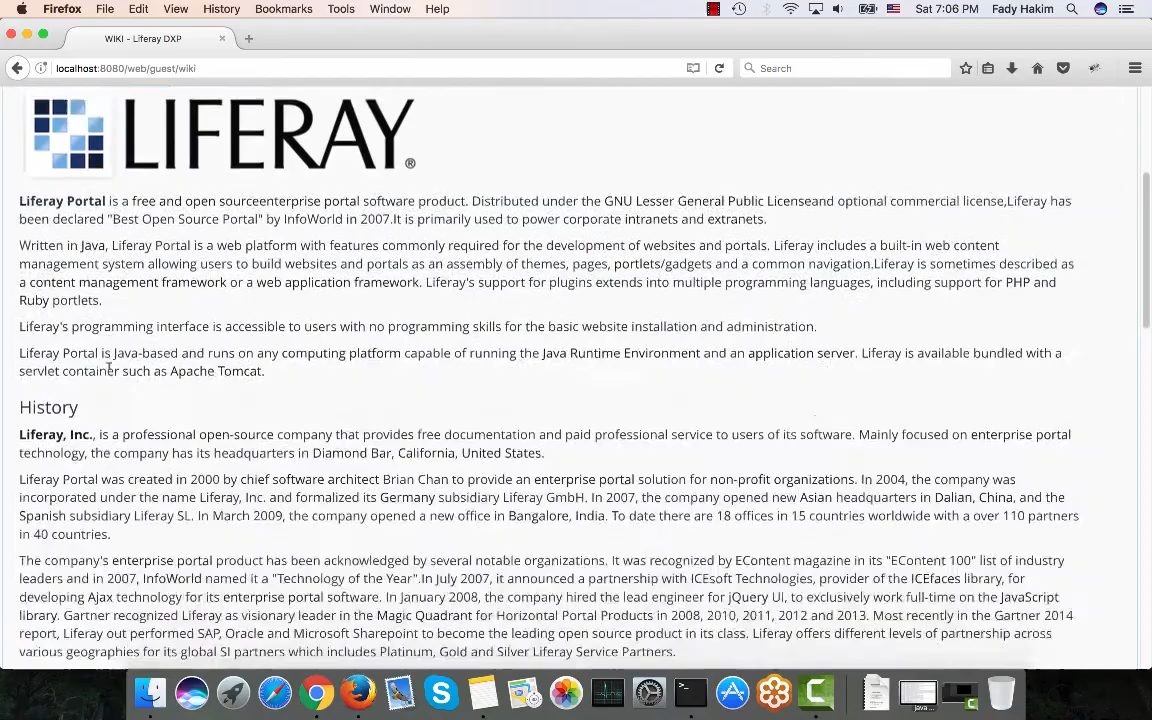 Firefox File Edit View History Bookmarks Tools Window Help Sat 7:06 PM Fady Hakim
WIKI - Liferay DXP
localhost:8080/web/guest/wiki Search
LIFERAY®
Liferay Portal is a free and open sourceenterprise portal software product. Distributed under the GNU Lesser General Public Licenseand optional commercial license,Liferay has
been declared "Best Open Source Portal" by InfoWorld in 2007.It is primarily used to power corporate intranets and extranets.
Written in Java, Liferay Portal is a web platform with features commonly required for the development of websites and portals. Liferay includes a built-in web content
management system allowing users to build websites and portals as an assembly of themes, pages, portlets/gadgets and a common navigation.Liferay is sometimes described as
a content management framework or a web application framework. Liferay's support for plugins extends into multiple programming languages, including support for PHP and
Ruby portlets.
Liferay's programming interface is accessible to users with no programming skills for the basic website installation and administration.
Liferay Portal is Java-based and runs on any computing platform capable of running the Java Runtime Environment and an application server. Liferay is available bundled with a
servlet container such as Apache Tomcat.
History
Liferay, Inc., is a professional open-source company that provides free documentation and paid professional service to users of its software. Mainly focused on enterprise portal
technology, the company has its headquarters in Diamond Bar, California, United States.
Liferay Portal was created in 2000 by chief software architect Brian Chan to provide an enterprise portal solution for non-profit organizations. In 2004, the company was
incorporated under the name Liferay, Inc. and formalized its Germany subsidiary Liferay GmbH. In 2007, the company opened new Asian headquarters in Dalian, China, and the
Spanish subsidiary Liferay SL. In March 2009, the company opened a new office in Bangalore, India. To date there are 18 offices in 15 countries worldwide with a over 110 partners
in 40 countries.
The company's enterprise portal product has been acknowledged by several notable organizations. It was recognized by EContent magazine in its "EContent 100" list of industry
leaders and in 2007, InfoWorld named it a "Technology of the Year".In July 2007, it announced a partnership with ICEsoft Technologies, provider of the ICEfaces library, for
developing Ajax technology for its enterprise portal software. In January 2008, the company hired the lead engineer for jQuery UI, to exclusively work full-time on the JavaScript
library. Gartner recognized Liferay as visionary leader in the Magic Quadrant for Horizontal Portal Products in 2008, 2010, 2011, 2012 and 2013. Most recently in the Gartner 2014
report, Liferay out performed SAP, Oracle and Microsoft Sharepoint to become the leading open source product in its class. Liferay offers different levels of partnership across
various geographies for its global SI partners which includes Platinum, Gold and Silver Liferay Service Partners.
java